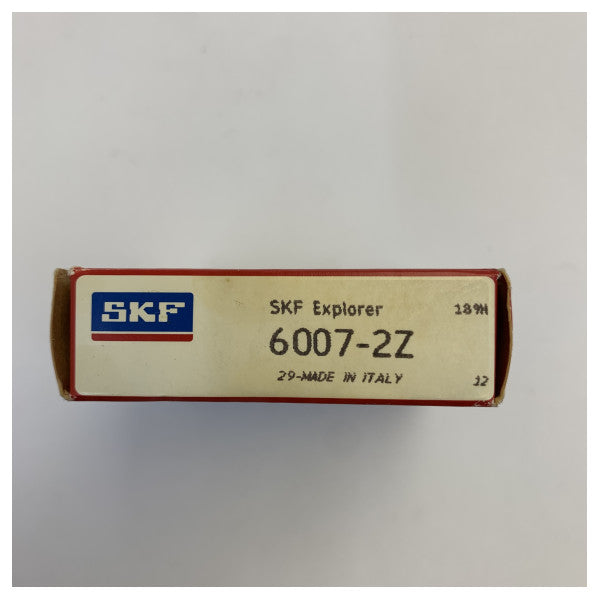 SKF
SKF Explorer 189H
6007-2Z
29-MADE IN ITALY 12